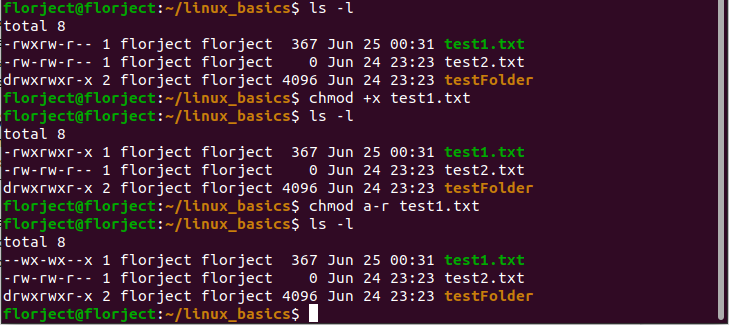 florject@florject:~/linux_basics$ ls -l
total 8
-rwxrw-r-- 1 florject florject  367 Jun 25 00:31 test1.txt
-rw-rw-r-- 1 florject florject    0 Jun 24 23:23 test2.txt
drwxrwxr-x 2 florject florject 4096 Jun 24 23:23 testFolder
florject@florject:~/linux_basics$ chmod +x test1.txt
florject@florject:~/linux_basics$ ls -l
total 8
-rwxrwxr-x 1 florject florject  367 Jun 25 00:31 test1.txt
-rw-rw-r-- 1 florject florject    0 Jun 24 23:23 test2.txt
drwxrwxr-x 2 florject florject 4096 Jun 24 23:23 testFolder
florject@florject:~/linux_basics$ chmod a-r test1.txt
florject@florject:~/linux_basics$ ls -l
total 8
--wx-wx--x 1 florject florject  367 Jun 25 00:31 test1.txt
-rw-rw-r-- 1 florject florject    0 Jun 24 23:23 test2.txt
drwxrwxr-x 2 florject florject 4096 Jun 24 23:23 testFolder
florject@florject:~/linux_basics$